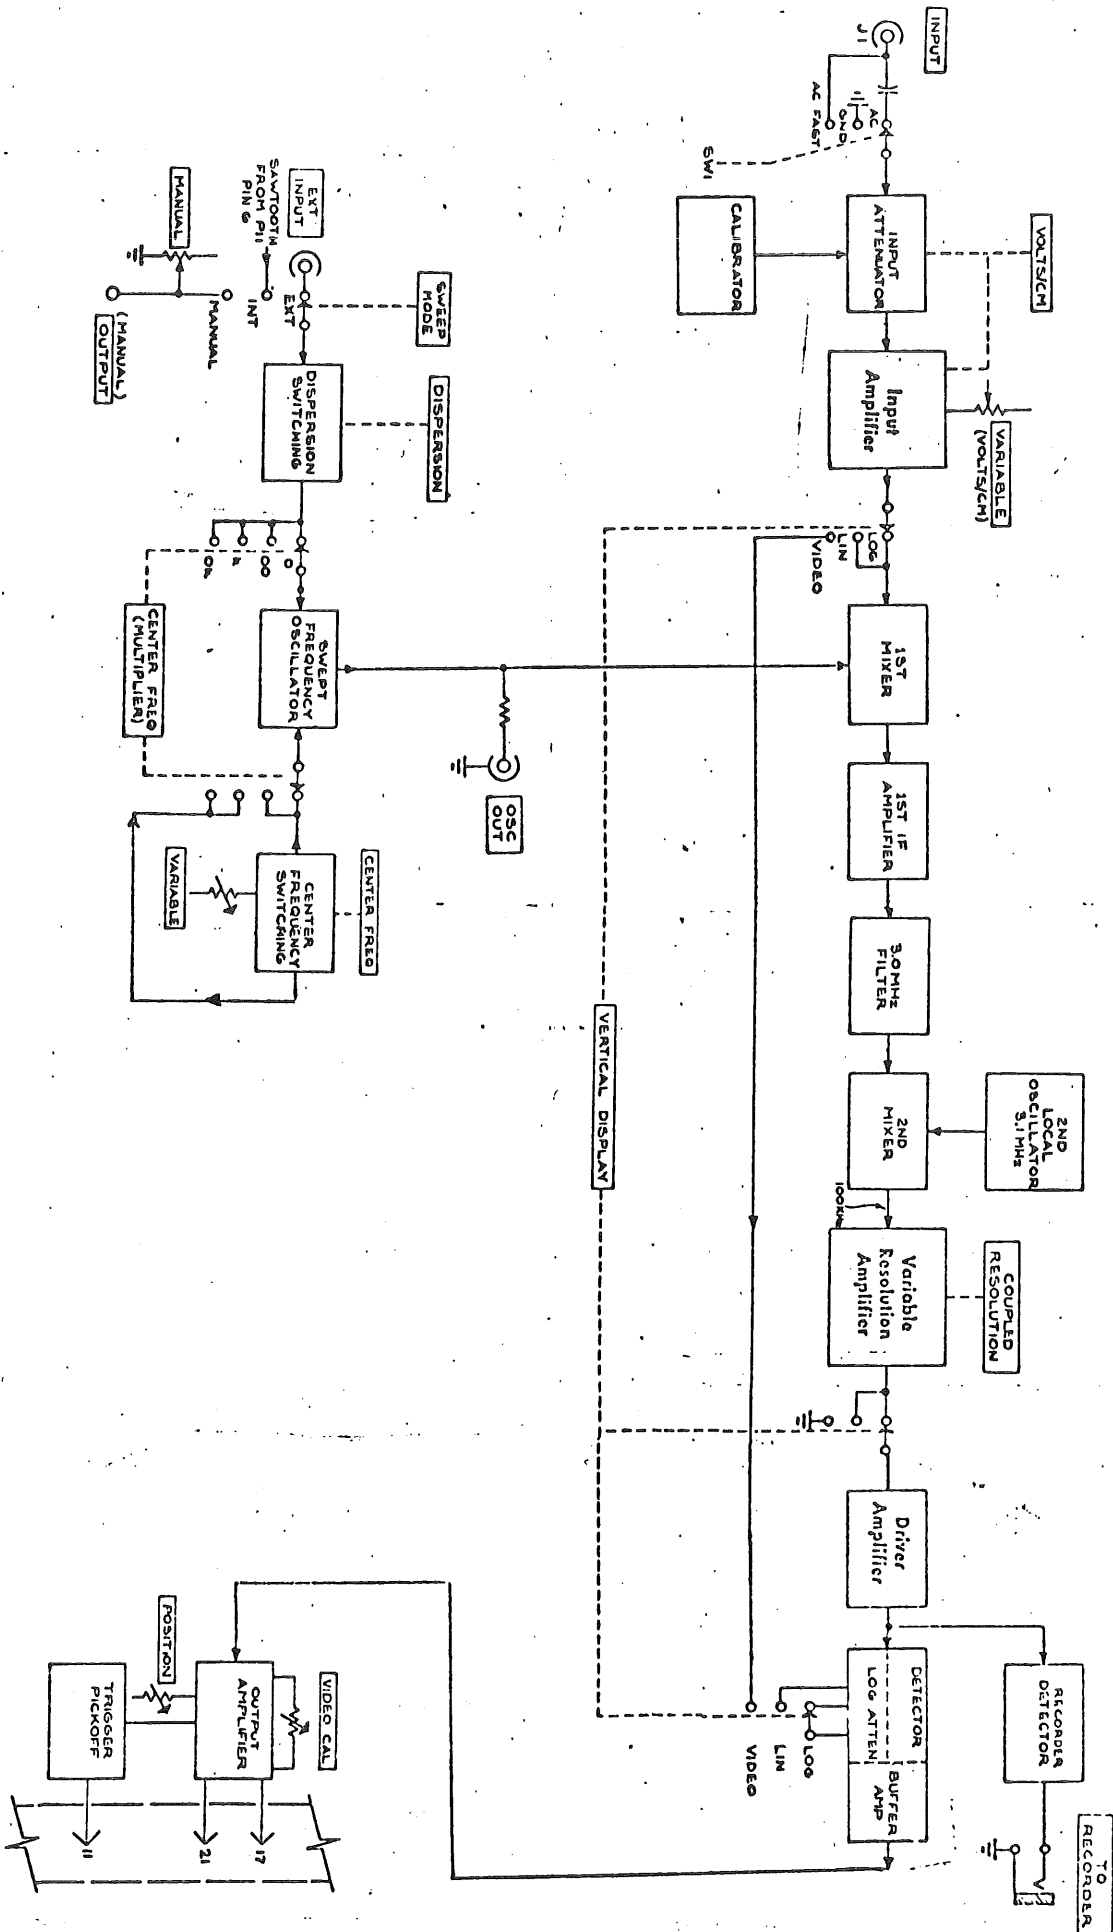 INPUT
J1
AC
GND
AC FAST
SW1
INPUT
ATTENUATOR
CALIBRATOR
VOLTS/CM
Input
Amplifier
VARIABLE
(VOLTS/CM)
LOG
LIN
VIDEO
1ST
MIXER
1ST IF
AMPLIFIER
3.0MHz
FILTER
2ND
MIXER
2ND
LOCAL
OSCILLATOR
3.1MHz
Variable
Resolution
Amplifier
COUPLED
RESOLUTION
Driver
Amplifier
DETECTOR
LOG ATTEN
BUFFER
AMP
LOG
LIN
VIDEO
RECORDER
DETECTOR
TO
RECORDER
VERTICAL DISPLAY
EXT
INPUT
SAWTOOTH
FROM P11
PIN 6
MANUAL
EXT
INT
MANUAL
(MANUAL)
OUTPUT
SWEEP
MODE
DISPERSION
SWITCHING
DISPERSION
CENTER FREQ
(MULTIPLIER)
SWEPT
FREQUENCY
OSCILLATOR
OSC
OUT
CENTER
FREQUENCY
SWITCHING
CENTER FREQ
VARIABLE
OUTPUT
AMPLIFIER
VIDEO CAL
POSITION
TRIGGER
PICKOFF
17
21
11